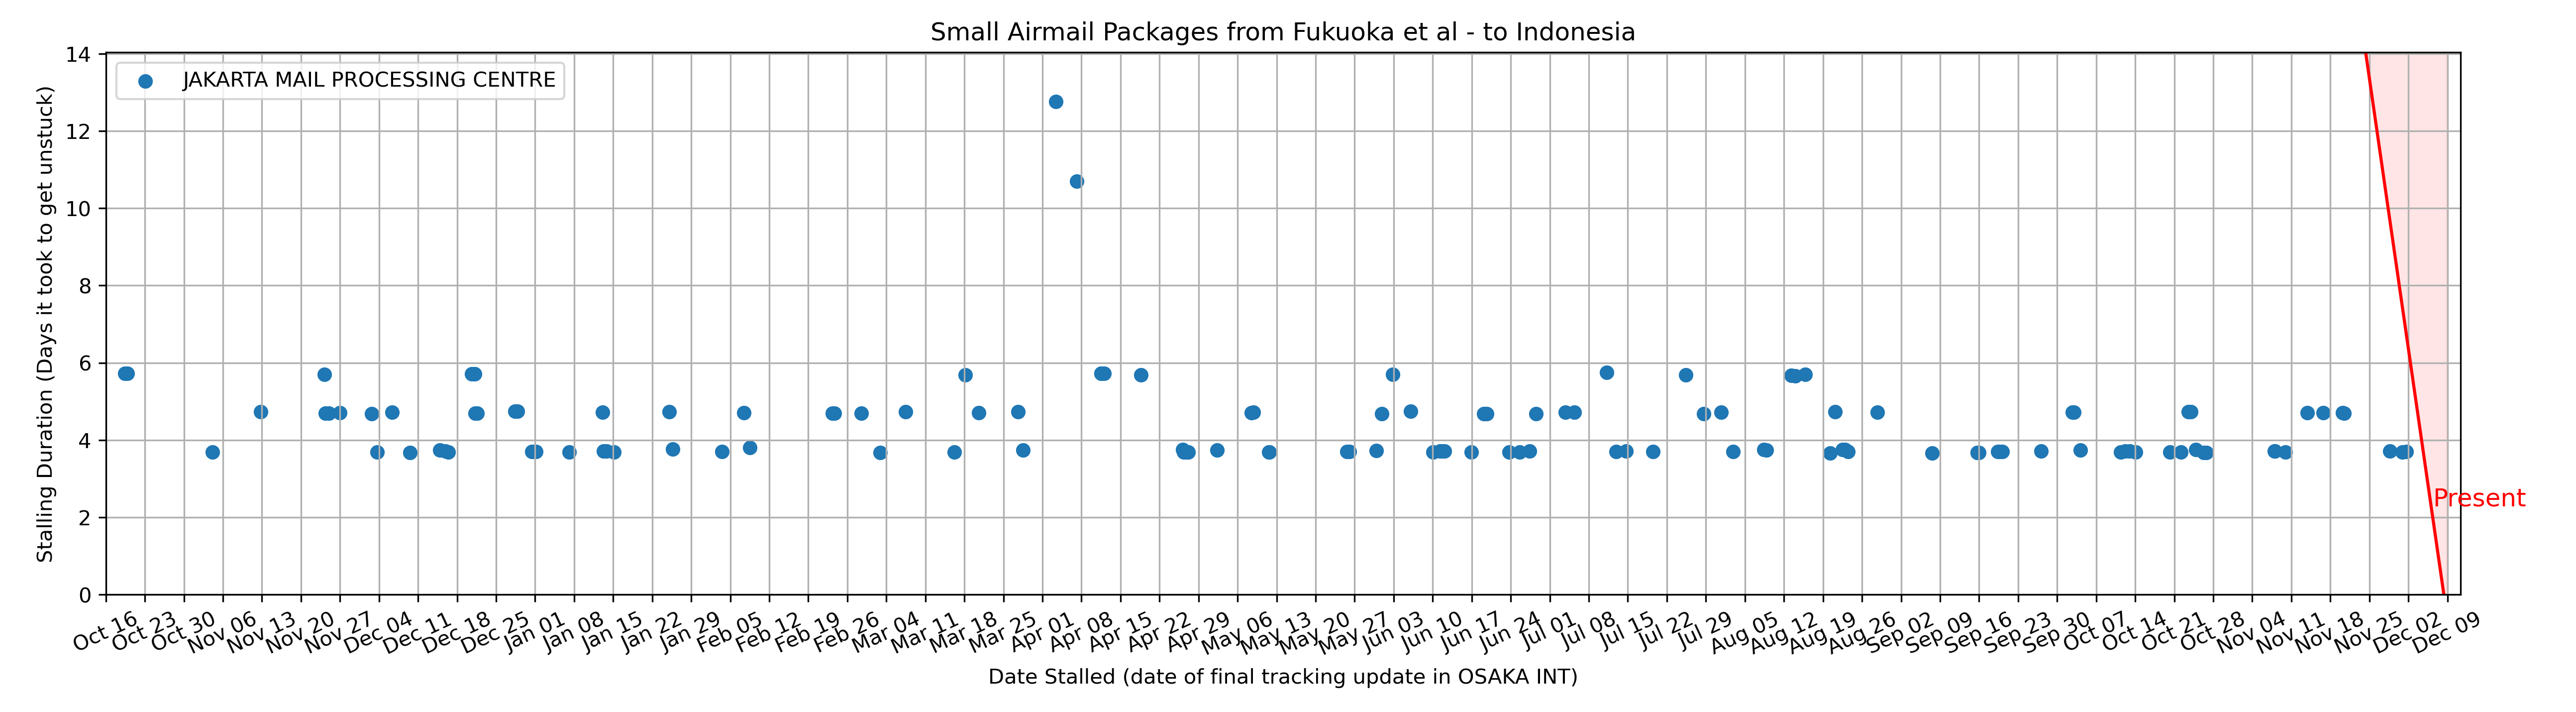 Small Airmail Packages from Fukuoka et al - to Indonesia
JAKARTA MAIL PROCESSING CENTRE
Stalling Duration (Days it took to get unstuck)
14
12
10
8
6
4
2
0
Present
Oct 16
Oct 23
Oct 30
Nov 06
Nov 13
Nov 20
Nov 27
Dec 04
Dec 11
Dec 18
Dec 25
Jan 01
Jan 08
Jan 15
Jan 22
Jan 29
Feb 05
Feb 12
Feb 19
Feb 26
Mar 04
Mar 11
Mar 18
Mar 25
Apr 01
Apr 08
Apr 15
Apr 22
Apr 29
May 06
May 13
May 20
May 27
Jun 03
Jun 10
Jun 17
Jun 24
Jul 01
Jul 08
Jul 15
Jul 22
Jul 29
Aug 05
Aug 12
Aug 19
Aug 26
Sep 02
Sep 09
Sep 16
Sep 23
Sep 30
Oct 07
Oct 14
Oct 21
Oct 28
Nov 04
Nov 11
Nov 18
Nov 25
Dec 02
Dec 09
Date Stalled (date of final tracking update in OSAKA INT)